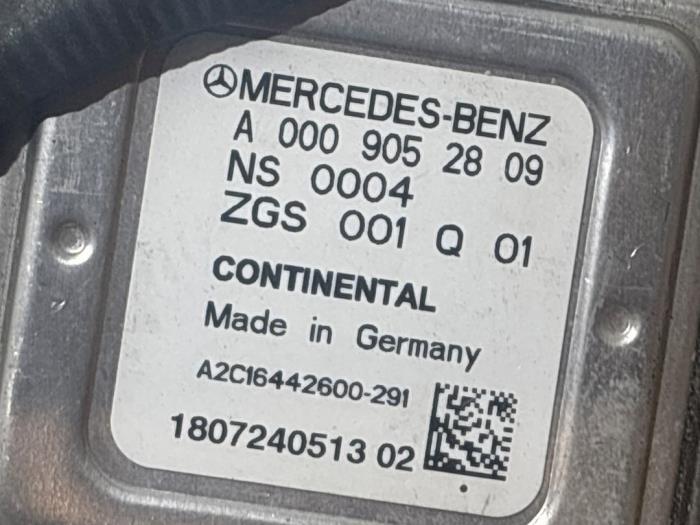 MERCEDES-BENZ
A 000 905 28 09
NS 0004
ZGS 001 Q 01
CONTINENTAL
Made in Germany
A2C16442600-291
1807240513 02